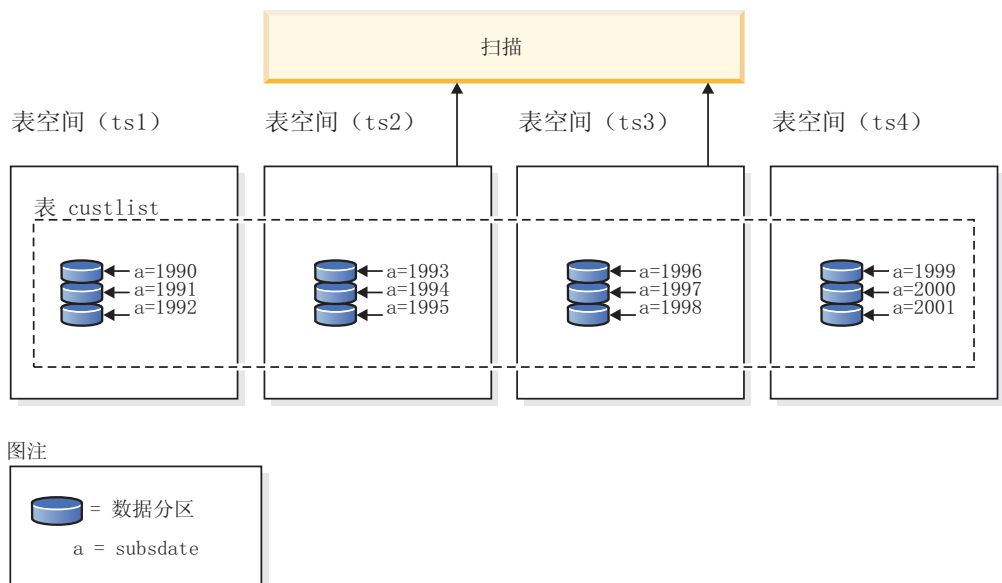 扫描
表空间（ts1）
表空间（ts2）
表空间（ts3）
表空间（ts4）
表 custlist
a=1990
a=1991
a=1992
a=1993
a=1994
a=1995
a=1996
a=1997
a=1998
a=1999
a=2000
a=2001
图注
= 数据分区
a = subsdate